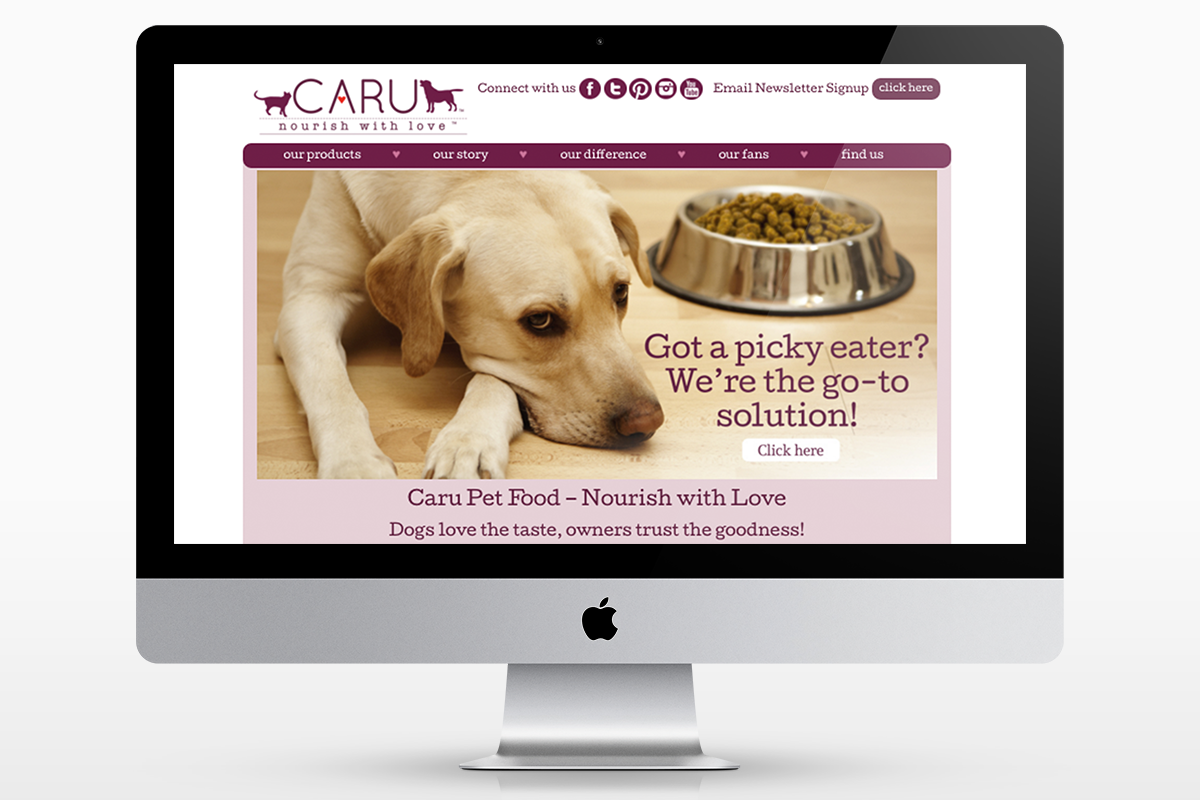 CARU
nourish with love ™
Connect with us
You
Tube
Email Newsletter Signup click here
our products ♥ our story ♥ our difference ♥ our fans ♥ find us
Got a picky eater?
We're the go-to
solution!
Click here
Caru Pet Food – Nourish with Love
Dogs love the taste, owners trust the goodness!